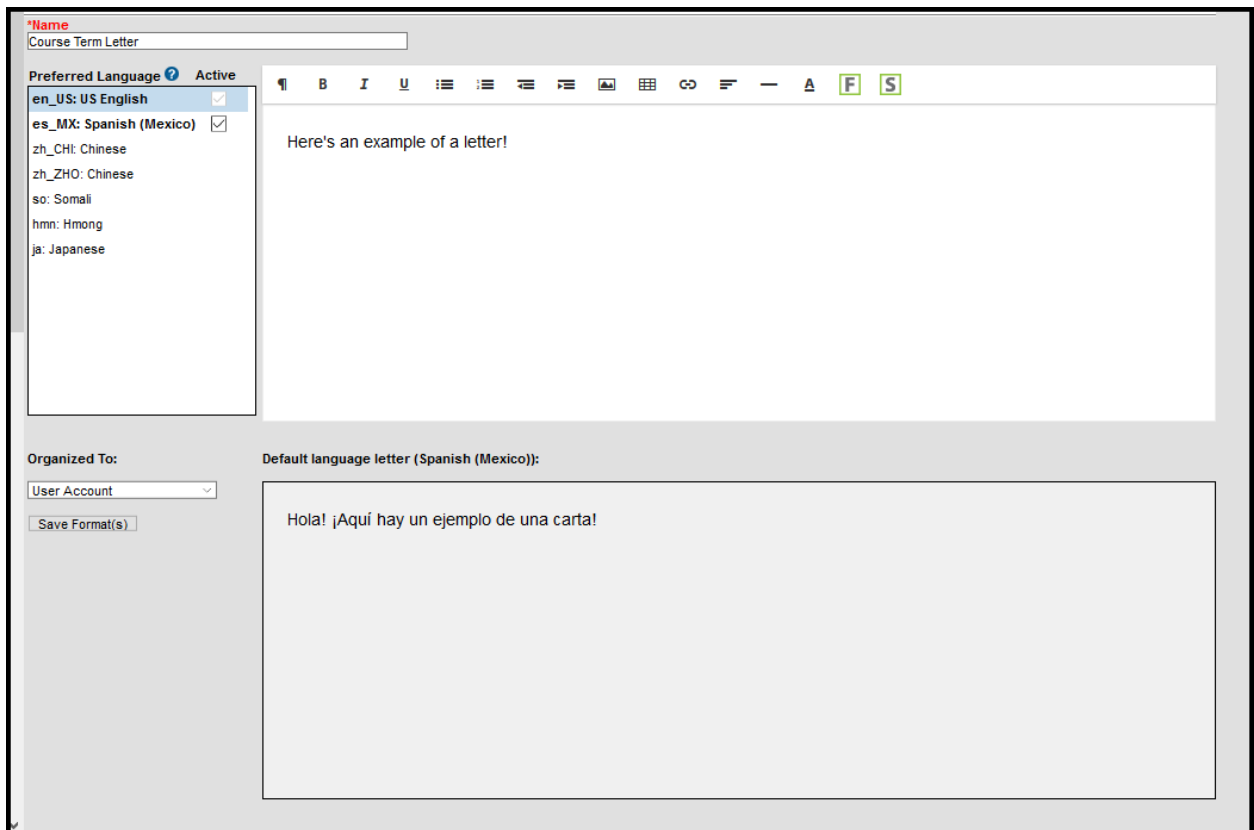 *Name
Course Term Letter
Preferred Language ? Active
¶ B I U A F S
en_US: US English
es_MX: Spanish (Mexico)
zh_CHI: Chinese
zh_ZHO: Chinese
so: Somali
hmn: Hmong
ja: Japanese
Here's an example of a letter!
Organized To:
User Account
Save Format(s)
Default language letter (Spanish (Mexico)):
Hola! ¡Aquí hay un ejemplo de una carta!